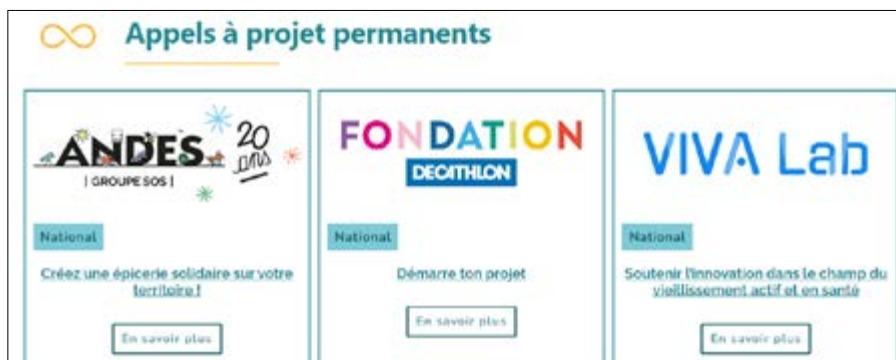 Appels à projet permanents
ANDES
20
ans
| GROUPE SOS |
National
Créez une épicerie solidaire sur votre
territoire !
En savoir plus
FONDATION
DECATHLON
National
Démarre ton projet
En savoir plus
VIVA Lab
National
Soutenir l'innovation dans le champ du
vieillissement actif et en santé
En savoir plus